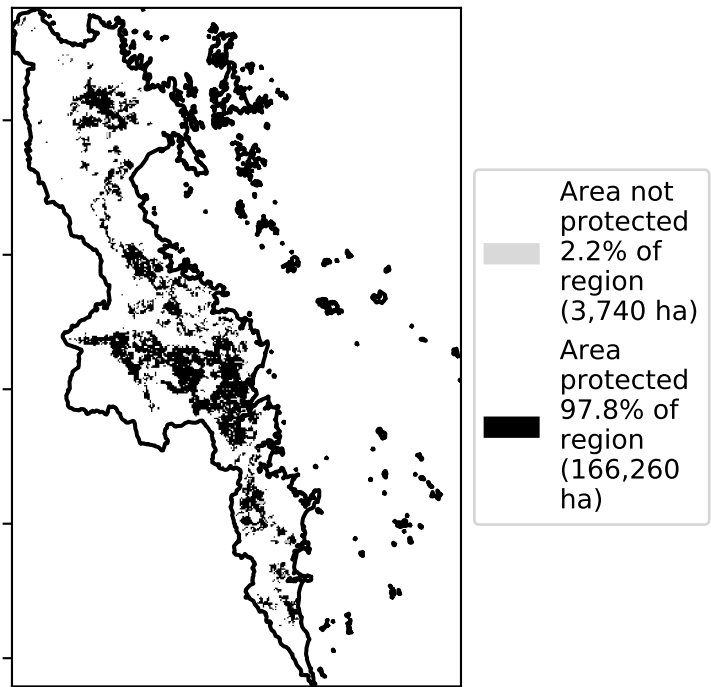 Area not
protected
2.2% of
region
(3,740 ha)
Area
protected
97.8% of
region
(166,260
ha)